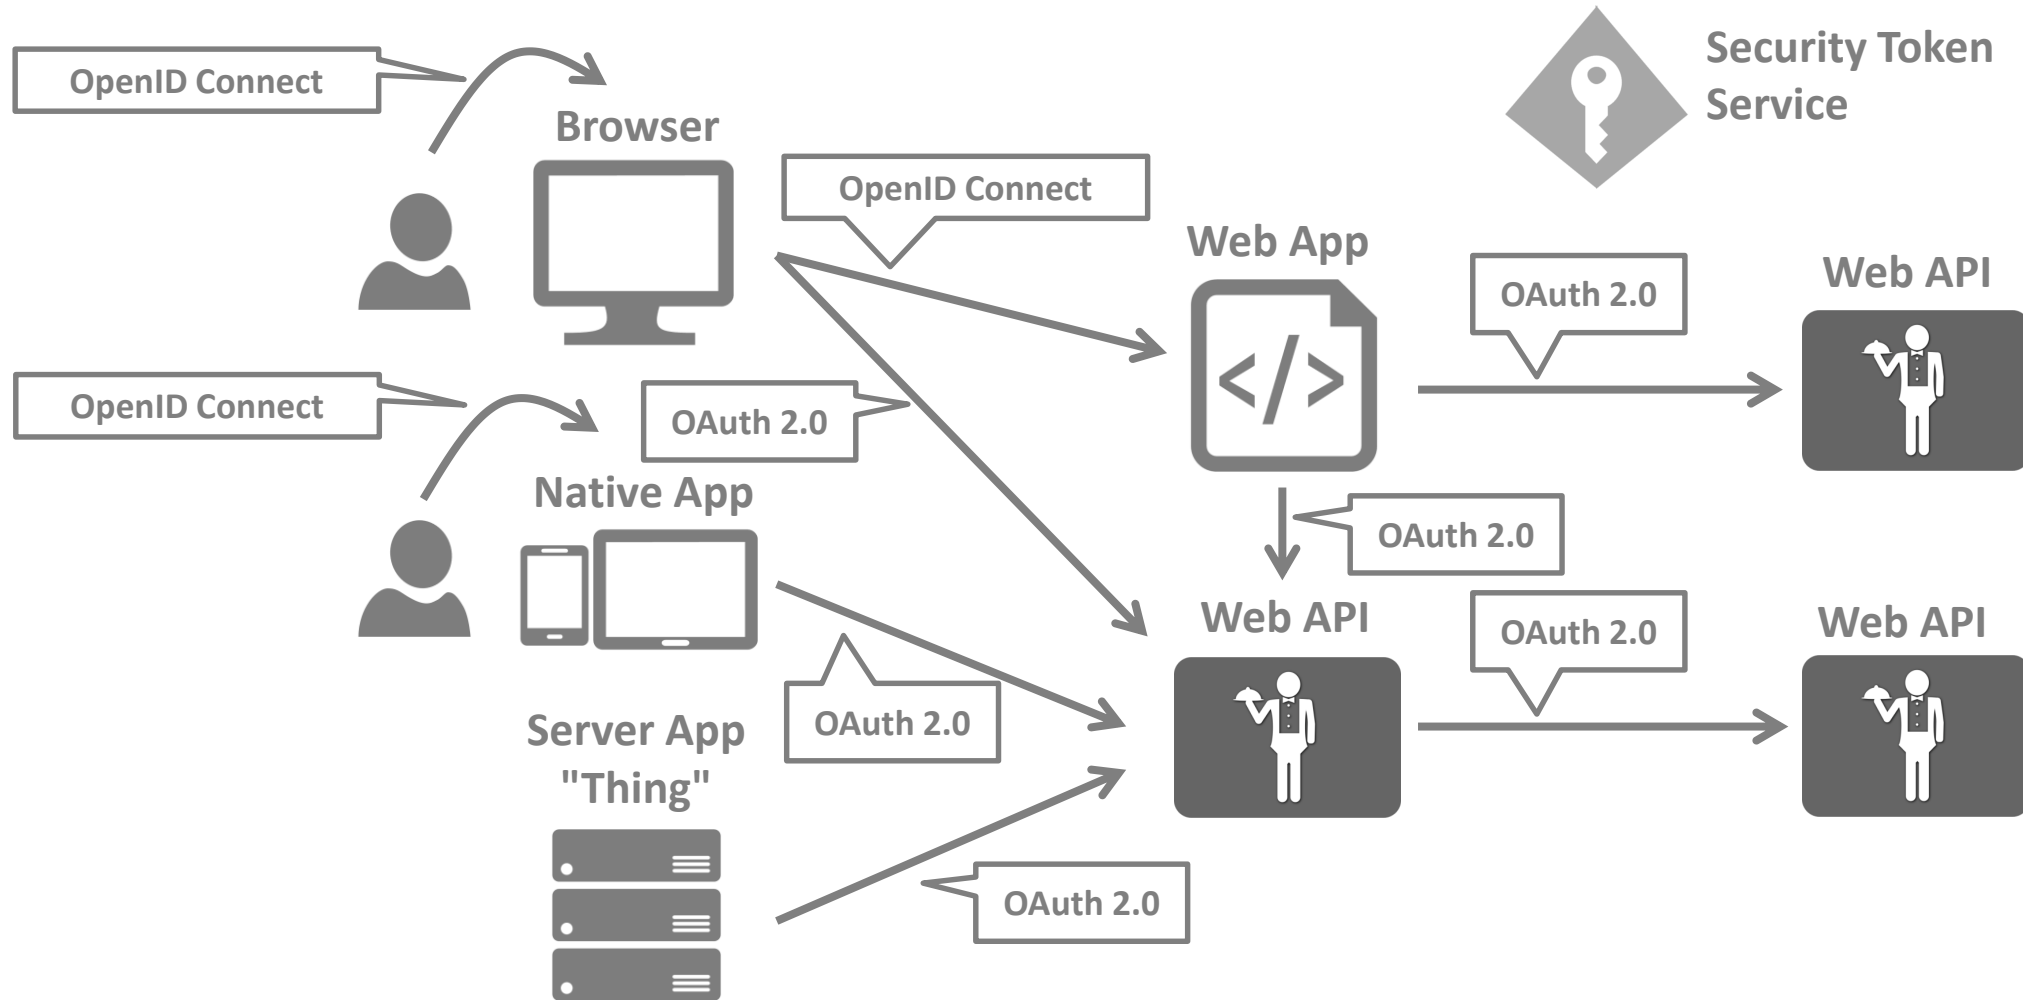 OpenID Connect
Browser
OpenID Connect
Security Token
Service
Web App
OAuth 2.0
Web API
OpenID Connect
OAuth 2.0
Native App
OAuth 2.0
Web API
OAuth 2.0
Web API
OAuth 2.0
Server App
"Thing"
OAuth 2.0